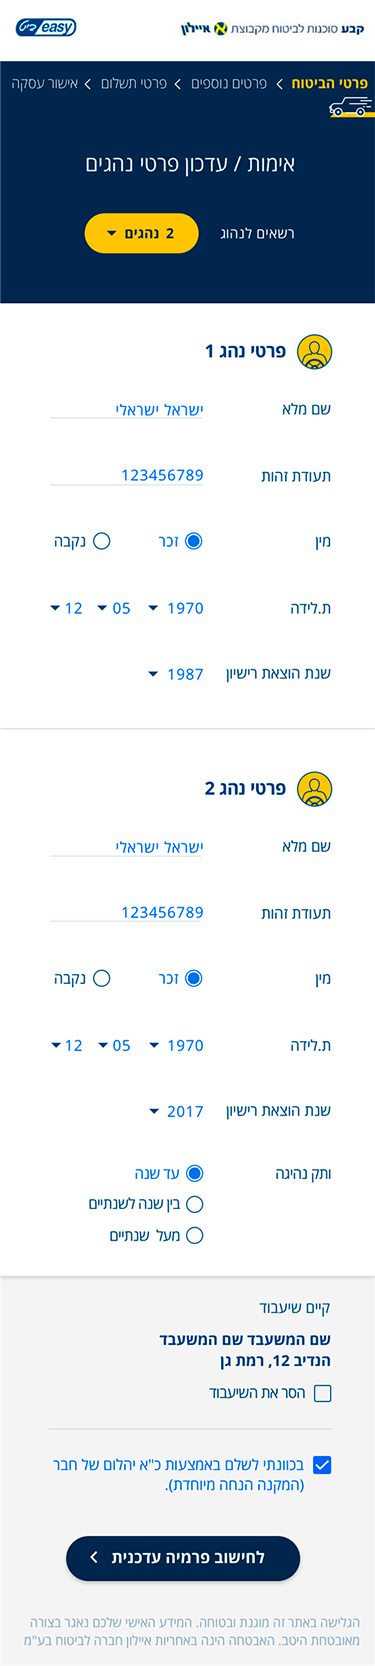 קבע סוכנות לביטוח מקבוצת איילון
easy ביט
פרטי הביטוח > פרטים נוספים > פרטי תשלום > אישור עסקה
אימות / עדכון פרטי נהגים
רשאים לנהוג 2 נהגים
פרטי נהג 1
שם מלא ישראל ישראלי
תעודת זהות 123456789
מין זכר נקבה
ת.לידה 1970 05 12
שנת הוצאת רישיון 1987
פרטי נהג 2
שם מלא ישראל ישראלי
תעודת זהות 123456789
מין זכר נקבה
ת.לידה 1970 05 12
שנת הוצאת רישיון 2017
ותק נהיגה עד שנה
בין שנה לשנתיים
מעל שנתיים
קיים שיעבוד
שם המשעבד שם המשעבד
הנדיב 12, רמת גן
הסר את השיעבוד
בכוונתי לשלם באמצעות כ"א יהלום של חבר
(המקנה הנחה מיוחדת).
לחישוב פרמיה עדכנית >
הגלישה באתר זה מוגנת ובטוחה. המידע האישי שלכם נאגר בצורה
מאובטחת היטב. האבטחה הינה באחריות איילון חברה לביטוח בע"מ